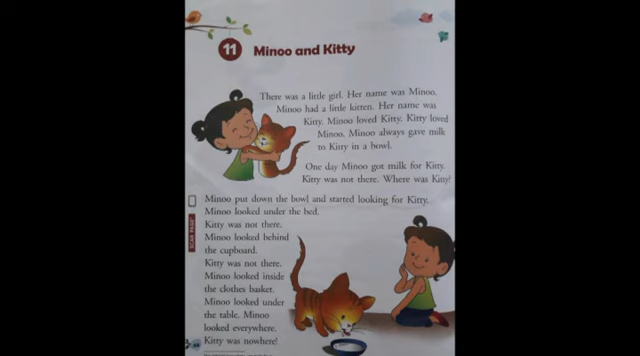 11 Minoo and Kitty
There was a little girl. Her name was Minoo.
Minoo had a little kitten. Her name was
Kitty. Minoo loved Kitty. Kitty loved
Minoo. Minoo always gave milk
to Kitty in a bowl.
One day Minoo got milk for Kitty.
Kitty was not there. Where was Kitty?
Minoo put down the bowl and started looking for Kitty.
Minoo looked under the bed.
Kitty was not there.
Minoo looked behind
the cupboard.
Kitty was not there.
Minoo looked inside
the clothes basket.
Minoo looked under
the table. Minoo
looked everywhere.
Kitty was nowhere!
SCAN PAGE